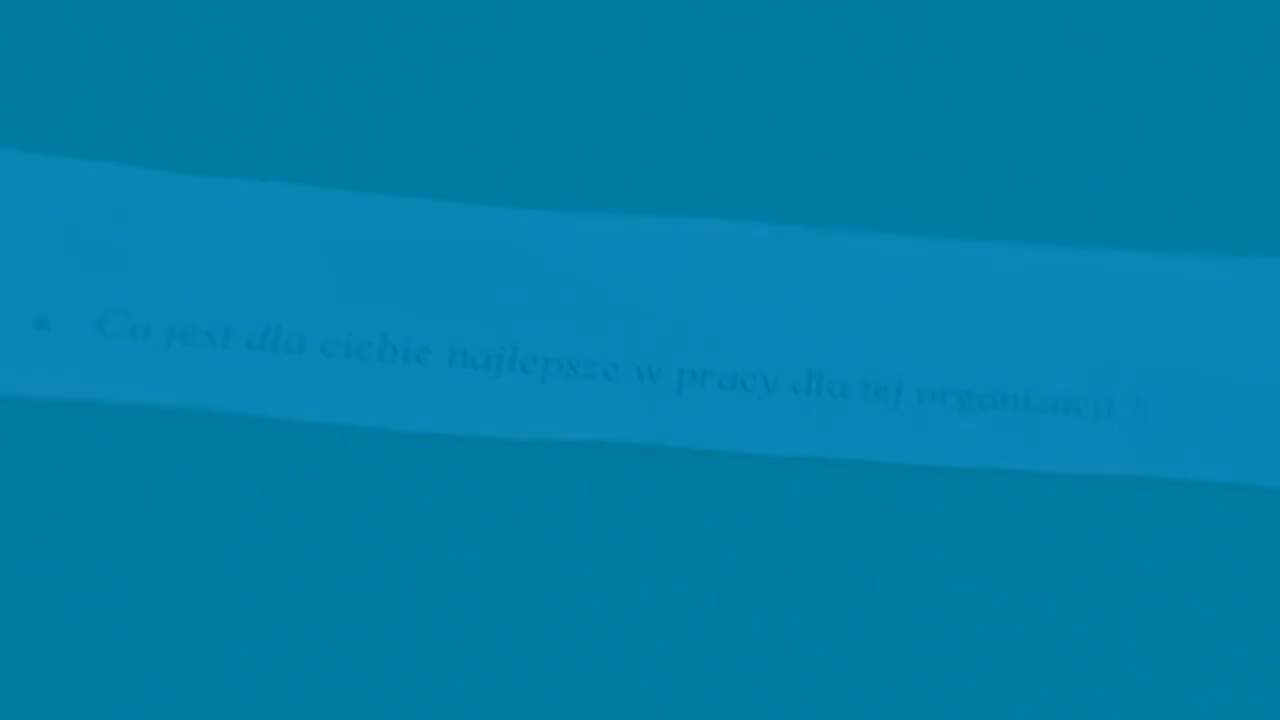 ▪ Co jest dla ciebie najlepsze w pracy dla tej organizacji ?